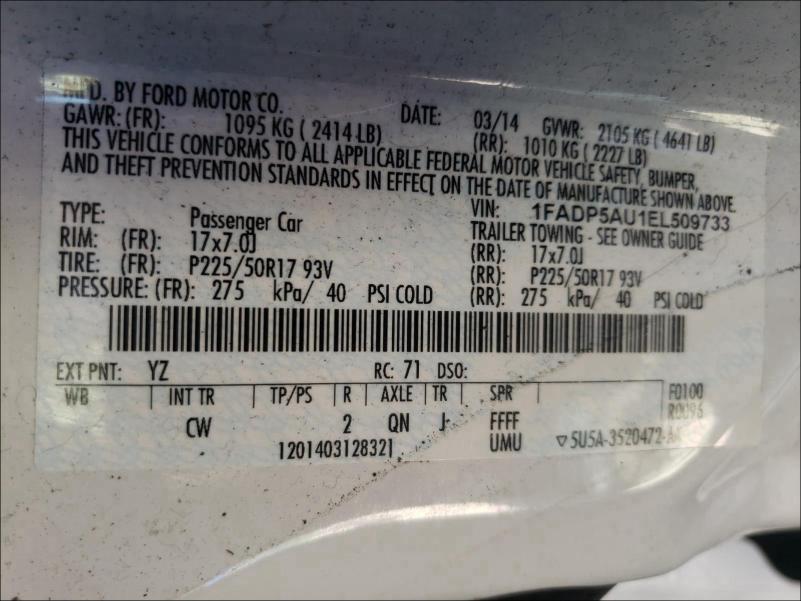 MFD. BY FORD MOTOR CO. DATE: 03/14 GVWR: 2105 KG ( 4641 LB)
GAWR: (FR): 1095 KG ( 2414 LB) (RR): 1010 KG ( 2227 LB)
THIS VEHICLE CONFORMS TO ALL APPLICABLE FEDERAL MOTOR VEHICLE SAFETY, BUMPER,
AND THEFT PREVENTION STANDARDS IN EFFECT ON THE DATE OF MANUFACTURE SHOWN ABOVE.
VIN: 1FADP5AU1EL509733
TYPE: Passenger Car TRAILER TOWING - SEE OWNER GUIDE
RIM: (FR): 17x7.0J (RR): 17x7.0J
TIRE: (FR): P225/50R17 93V (RR): P225/50R17 93V
PRESSURE: (FR): 275 kPa/ 40 PSI COLD (RR): 275 kPa/ 40 PSI COLD
EXT PNT: YZ RC: 71 DSO:
WB INT TR TP/PS R AXLE TR SPR F0100
CW 2 QN J FFFF R0096
1201403128321 UMU ▽5U5A-3520472-